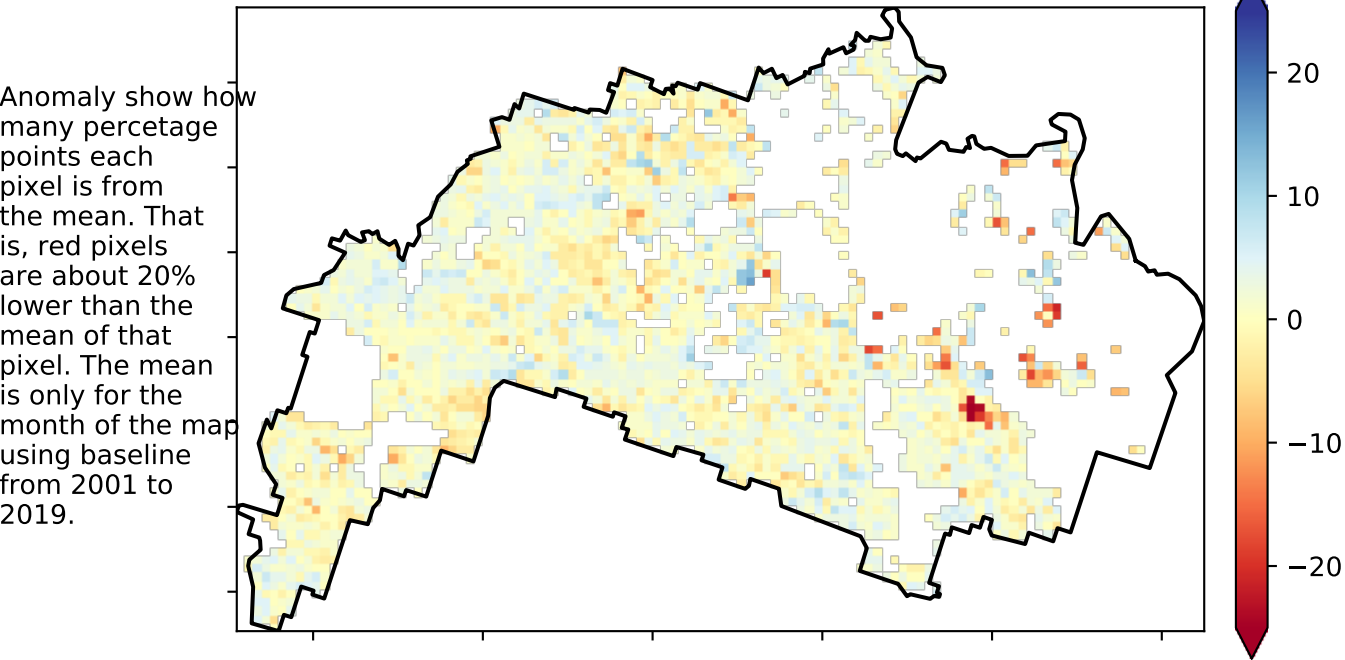 Anomaly show how
many percetage
points each
pixel is from
the mean. That
is, red pixels
are about 20%
lower than the
mean of that
pixel. The mean
is only for the
month of the map
using baseline
from 2001 to
2019.
20
10
0
−10
−20